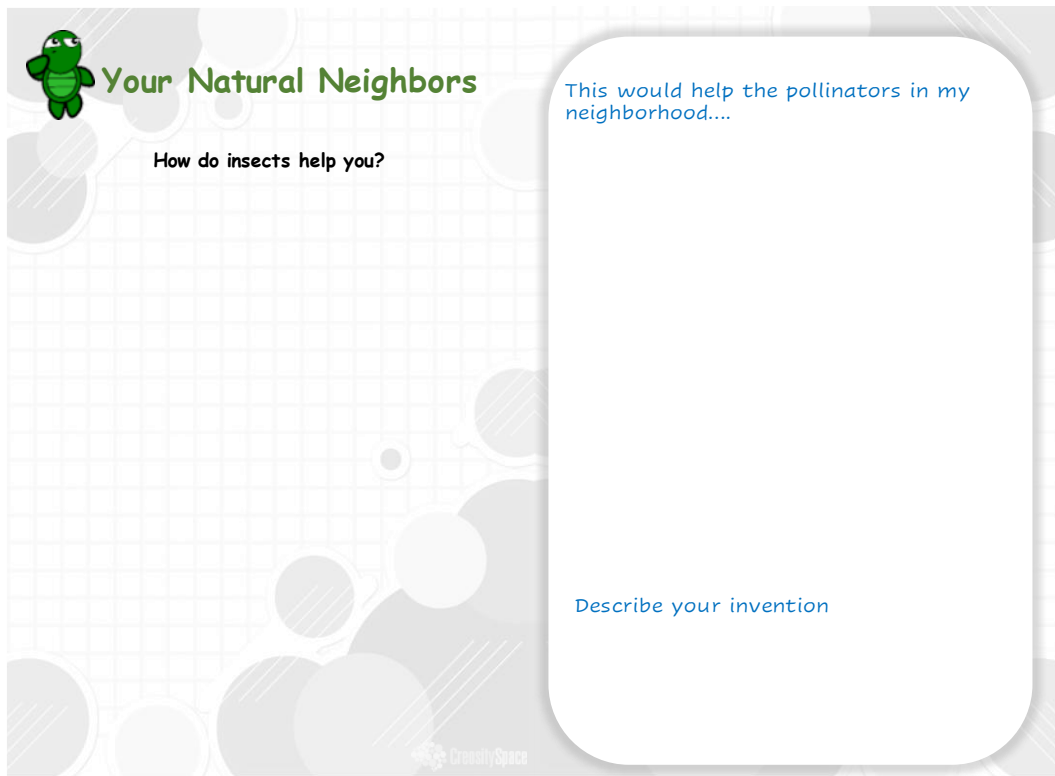 Your Natural Neighbors
How do insects help you?
This would help the pollinators in my
neighborhood....
Describe your invention
CreositySpace